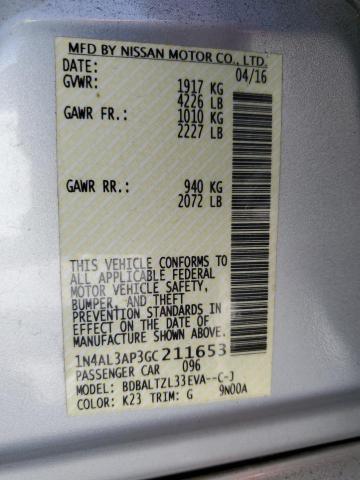 MFD BY NISSAN MOTOR CO., LTD.
DATE: 04/16
GVWR: 1917 KG
4226 LB
GAWR FR.: 1010 KG
2227 LB
GAWR RR.: 940 KG
2072 LB
THIS VEHICLE CONFORMS TO
ALL APPLICABLE FEDERAL
MOTOR VEHICLE SAFETY,
BUMPER, AND THEFT
PREVENTION STANDARDS IN
EFFECT ON THE DATE OF
MANUFACTURE SHOWN ABOVE.
1N4AL3AP3GC211653
PASSENGER CAR 096
MODEL: BDBALTZL33EVA--C-J
COLOR: K23 TRIM: G 9N00A